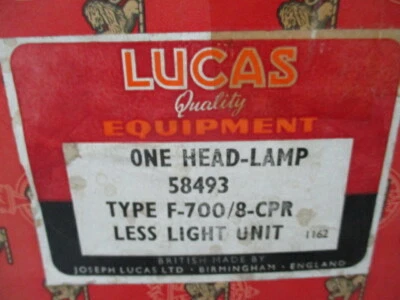 LUCAS
Quality
EQUIPMENT
ONE HEAD-LAMP
58493
TYPE F-700/8-CPR
LESS LIGHT UNIT 1162
BRITISH MADE BY
JOSEPH LUCAS LTD · BIRMINGHAM · ENGLAND